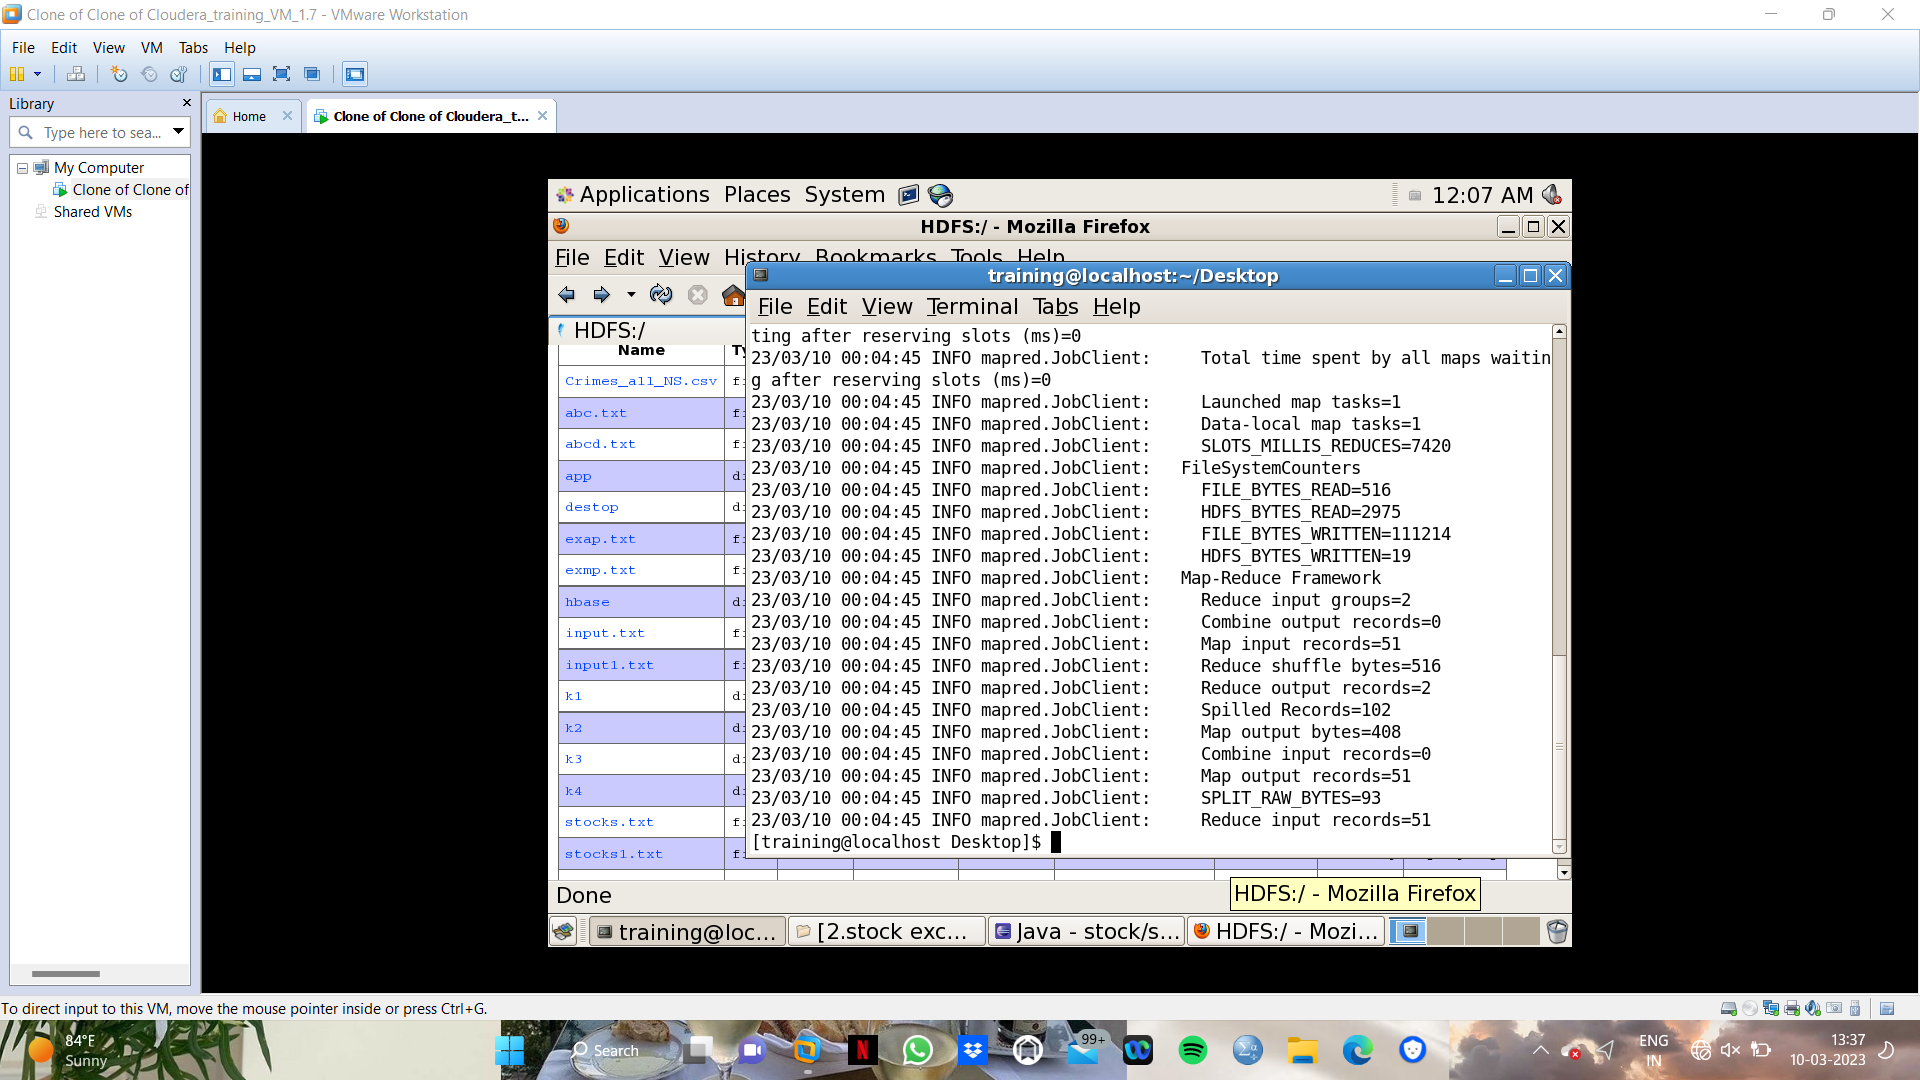 Clone of Clone of Cloudera_training_VM_1.7 - VMware Workstation
File Edit View VM Tabs Help
Library
Home
Clone of Clone of Cloudera_t...
Type here to sea...
My Computer
Clone of Clone of
Shared VMs
Applications Places System
12:07 AM
HDFS:/ - Mozilla Firefox
File Edit View History Bookmarks Tools Help
training@localhost:~/Desktop
File Edit View Terminal Tabs Help
HDFS:/
Name
Crimes_all_NS.csv
abc.txt
abcd.txt
app
destop
exap.txt
exmp.txt
hbase
input.txt
input1.txt
k1
k2
k3
k4
stocks.txt
stocks1.txt
ting after reserving slots (ms)=0
23/03/10 00:04:45 INFO mapred.JobClient:     Total time spent by all maps waitin
g after reserving slots (ms)=0
23/03/10 00:04:45 INFO mapred.JobClient:     Launched map tasks=1
23/03/10 00:04:45 INFO mapred.JobClient:     Data-local map tasks=1
23/03/10 00:04:45 INFO mapred.JobClient:     SLOTS_MILLIS_REDUCES=7420
23/03/10 00:04:45 INFO mapred.JobClient:   FileSystemCounters
23/03/10 00:04:45 INFO mapred.JobClient:     FILE_BYTES_READ=516
23/03/10 00:04:45 INFO mapred.JobClient:     HDFS_BYTES_READ=2975
23/03/10 00:04:45 INFO mapred.JobClient:     FILE_BYTES_WRITTEN=111214
23/03/10 00:04:45 INFO mapred.JobClient:     HDFS_BYTES_WRITTEN=19
23/03/10 00:04:45 INFO mapred.JobClient:   Map-Reduce Framework
23/03/10 00:04:45 INFO mapred.JobClient:     Reduce input groups=2
23/03/10 00:04:45 INFO mapred.JobClient:     Combine output records=0
23/03/10 00:04:45 INFO mapred.JobClient:     Map input records=51
23/03/10 00:04:45 INFO mapred.JobClient:     Reduce shuffle bytes=516
23/03/10 00:04:45 INFO mapred.JobClient:     Reduce output records=2
23/03/10 00:04:45 INFO mapred.JobClient:     Spilled Records=102
23/03/10 00:04:45 INFO mapred.JobClient:     Map output bytes=408
23/03/10 00:04:45 INFO mapred.JobClient:     Combine input records=0
23/03/10 00:04:45 INFO mapred.JobClient:     Map output records=51
23/03/10 00:04:45 INFO mapred.JobClient:     SPLIT_RAW_BYTES=93
23/03/10 00:04:45 INFO mapred.JobClient:     Reduce input records=51
[training@localhost Desktop]$
Done
HDFS:/ - Mozilla Firefox
training@loc...
[2.stock exc...
Java - stock/s...
HDFS:/ - Mozi...
To direct input to this VM, move the mouse pointer inside or press Ctrl+G.
84°F
Sunny
Search
99+
ENG
IN
13:37
10-03-2023